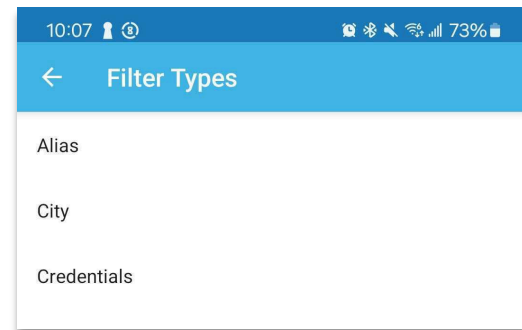 10:07 73%
Filter Types
Alias
City
Credentials